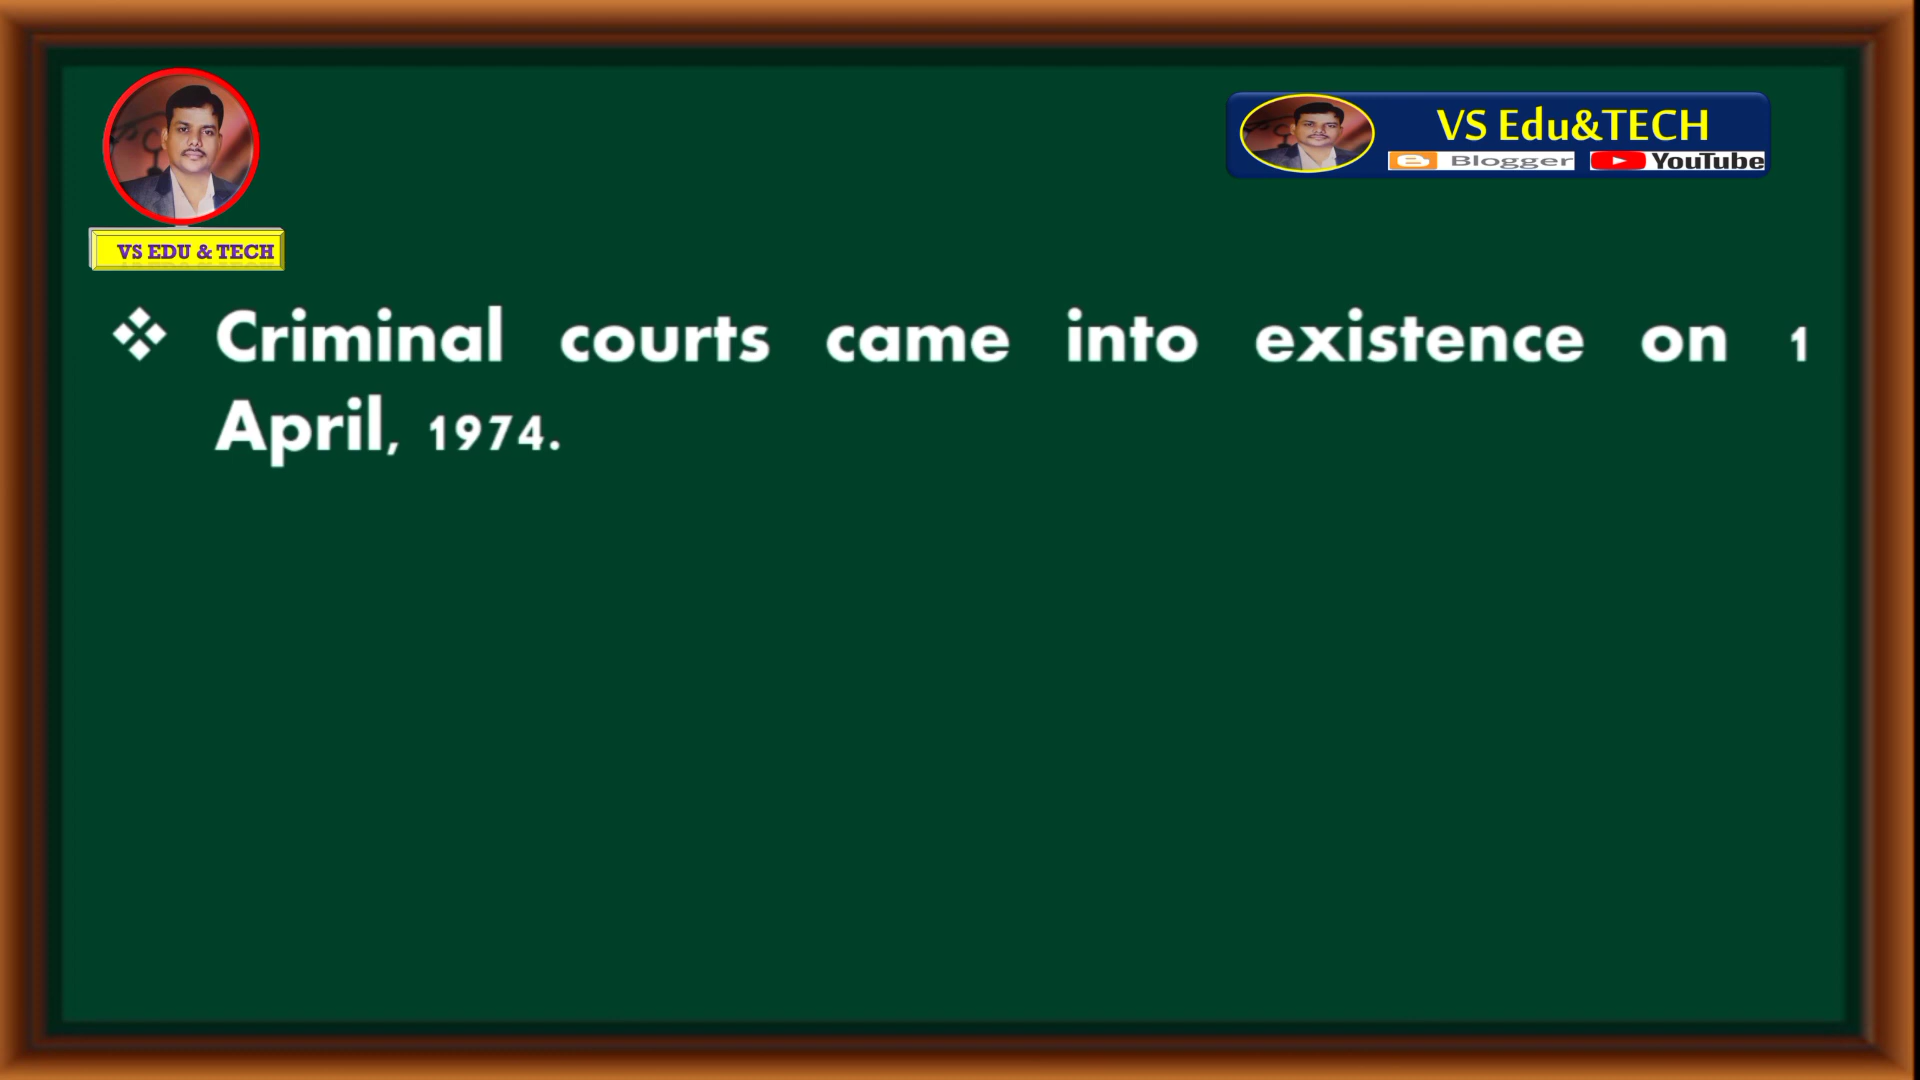 VS Edu&TECH
Blogger YouTube
VS EDU & TECH
❖ Criminal courts came into existence on 1
April, 1974.